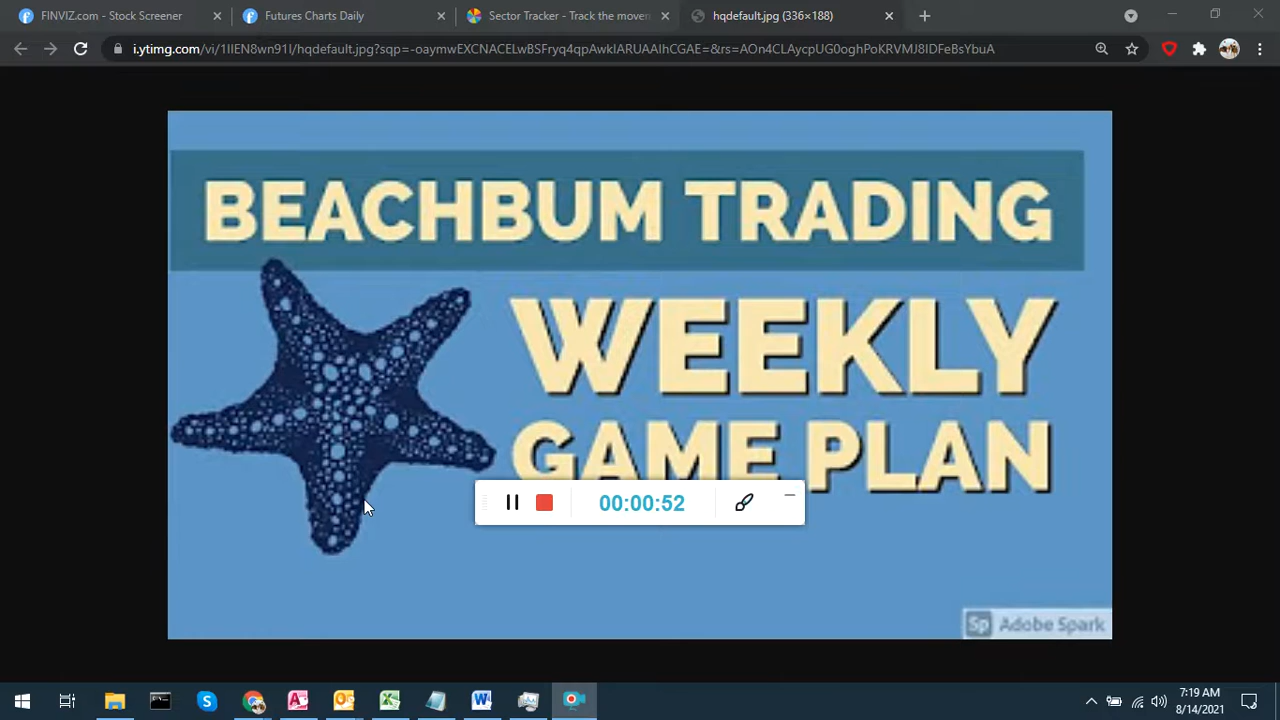 FINVIZ.com - Stock Screener
Futures Charts Daily
Sector Tracker - Track the movem
hqdefault.jpg (336×188)
i.ytimg.com/vi/1IIEN8wn91I/hqdefault.jpg?sqp=-oaymwEXCNACELwBSFryq4qpAwkIARUAAIhCGAE=&rs=AOn4CLAycpUG0oghPoKRVMJ8IDFeBsYbuA
BEACHBUM TRADING
WEEKLY
GAME PLAN
00:00:52
Sp Adobe Spark
7:19 AM
8/14/2021